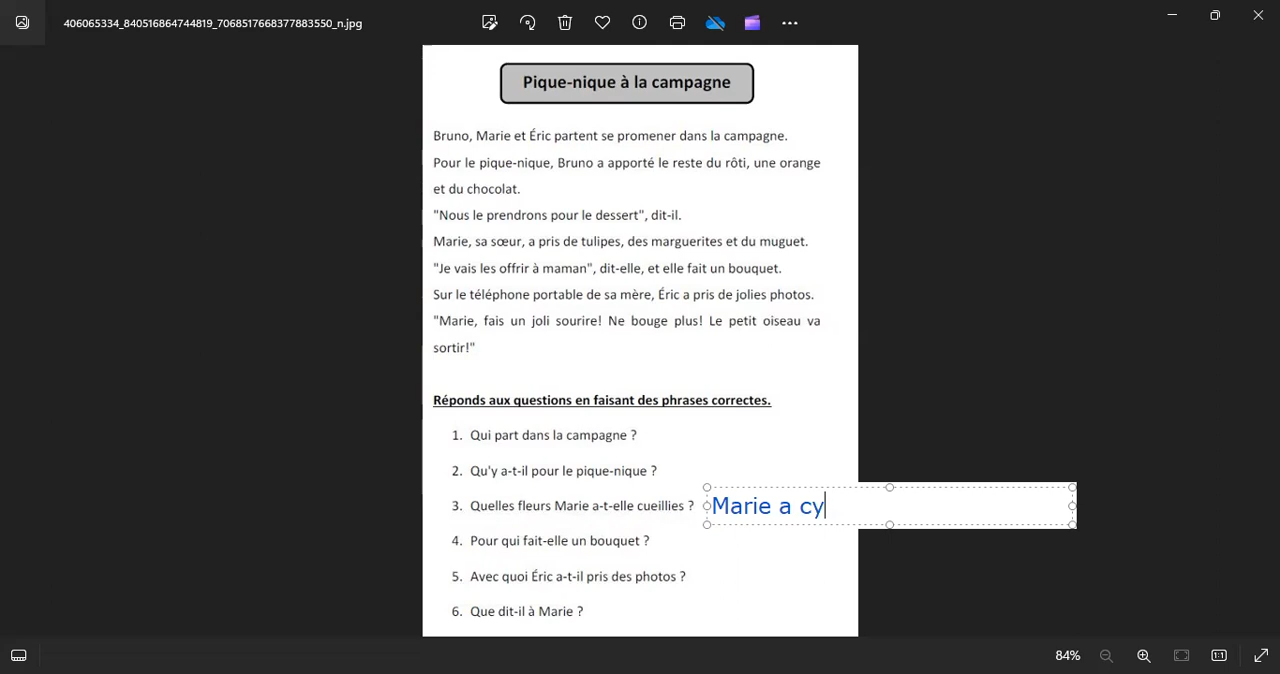 406065334_840516864744819_7068517668377883550_n.jpg
Pique-nique à la campagne
Bruno, Marie et Éric partent se promener dans la campagne.
Pour le pique-nique, Bruno a apporté le reste du rôti, une orange
et du chocolat.
"Nous le prendrons pour le dessert", dit-il.
Marie, sa sœur, a pris de tulipes, des marguerites et du muguet.
"Je vais les offrir à maman", dit-elle, et elle fait un bouquet.
Sur le téléphone portable de sa mère, Éric a pris de jolies photos.
"Marie, fais un joli sourire! Ne bouge plus! Le petit oiseau va
sortir!"
Réponds aux questions en faisant des phrases correctes.
1. Qui part dans la campagne ?
2. Qu'y a-t-il pour le pique-nique ?
3. Quelles fleurs Marie a-t-elle cueillies ? Marie a cy
4. Pour qui fait-elle un bouquet ?
5. Avec quoi Éric a-t-il pris des photos ?
6. Que dit-il à Marie ?
84%
1:1